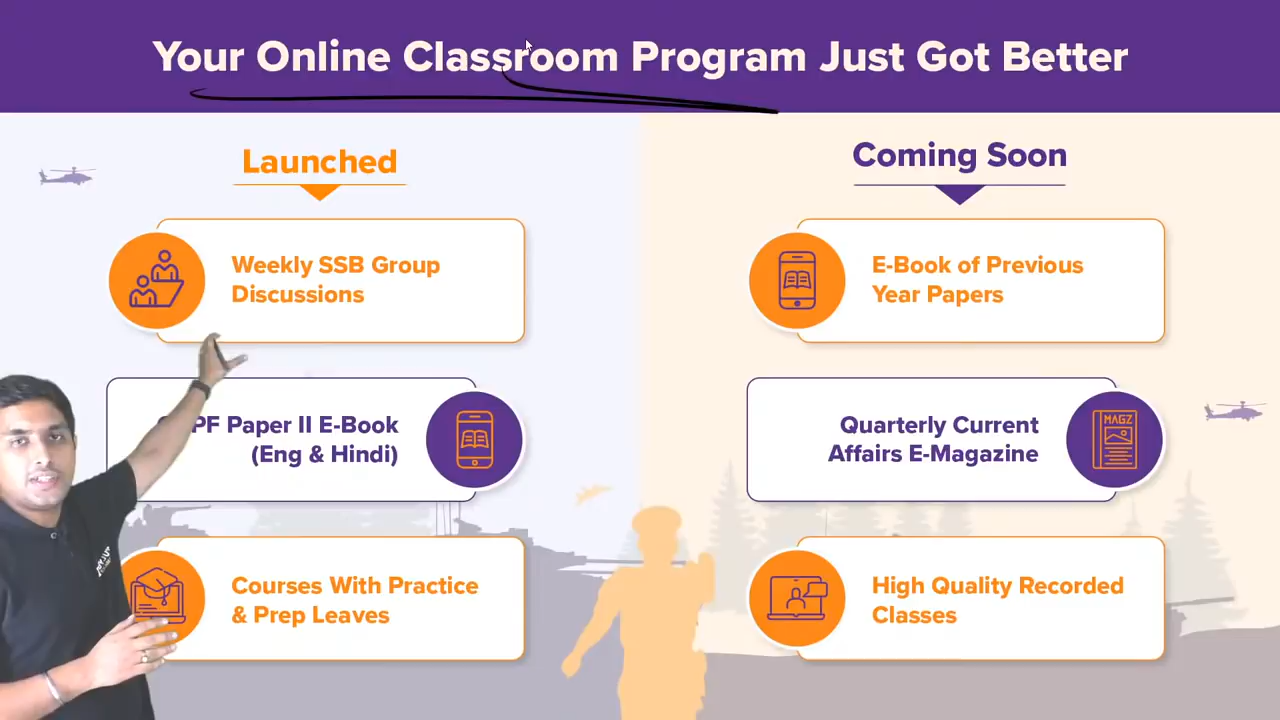 Your Online Classroom Program Just Got Better
Launched
Weekly SSB Group
Discussions
Paper II E-Book
(Eng & Hindi)
Courses With Practice
& Prep Leaves
Coming Soon
E-Book of Previous
Year Papers
Quarterly Current
Affairs E-Magazine
MAGZ
High Quality Recorded
Classes